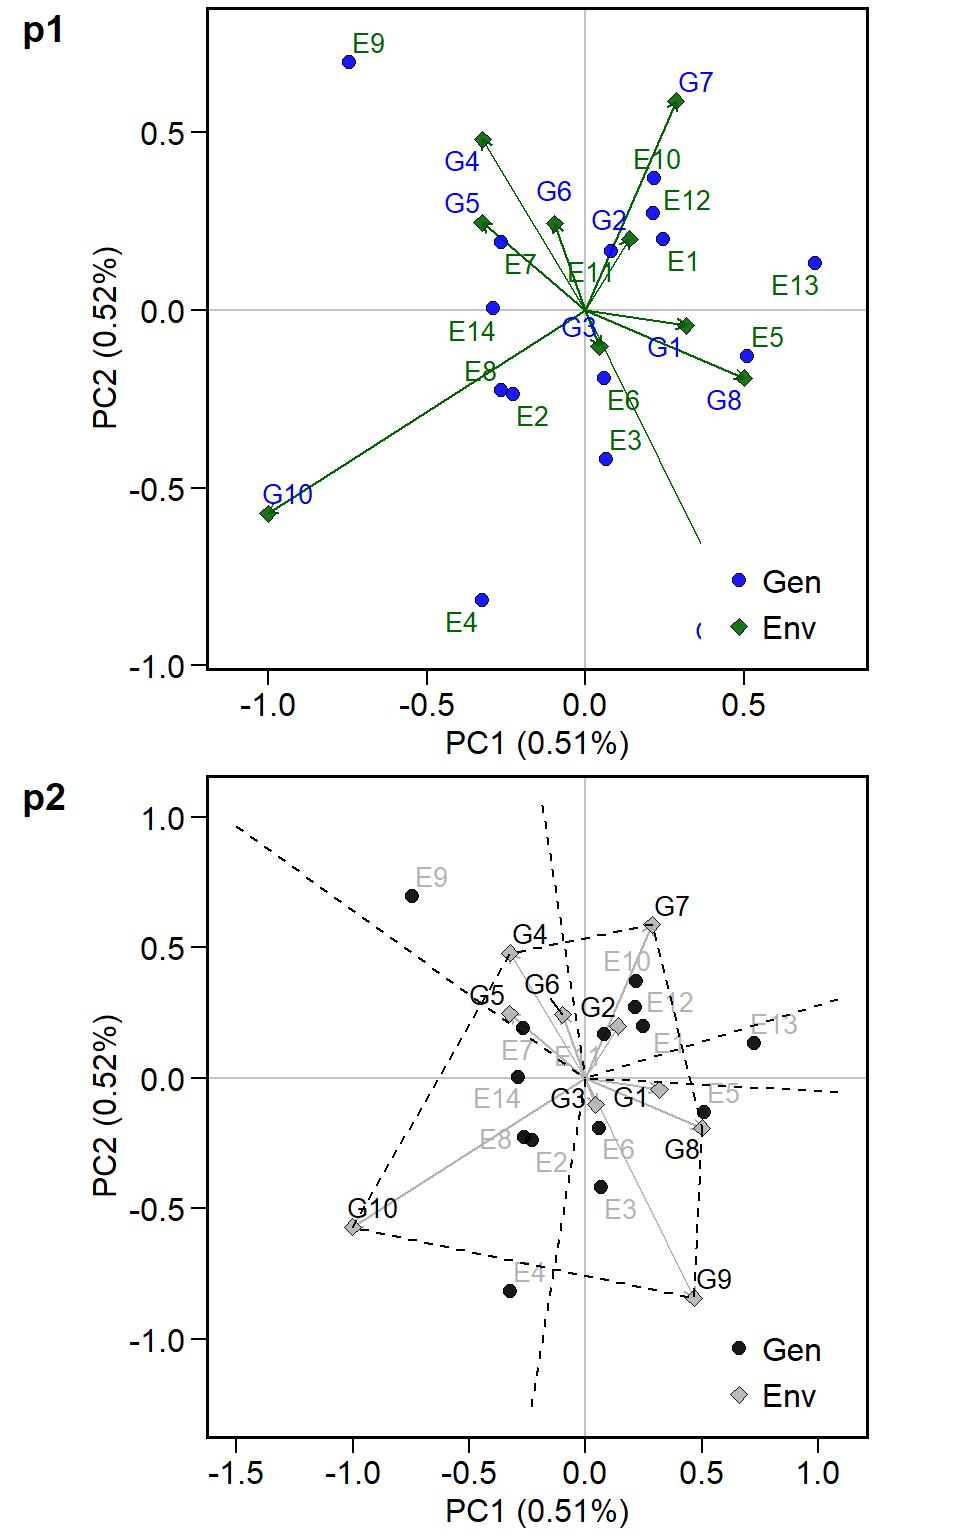 p1
E9
G7
0.5
G4
E10
G5
G6
E12
G2
E7
E11
E1
E13
0.0
G3
E14
G1
E5
E8
G8
E2
E6
E3
-0.5
G10
Gen
E4
Env
-1.0
-1.0 -0.5 0.0 0.5
PC1 (0.51%)
PC2 (0.52%)
p2
1.0
E9
G7
G4
0.5
E10
G5
G6
E12
G2
E13
E1
E7
E11
0.0
E14
G3
G1
E5
E8
G8
E6
E2
-0.5
G10
E3
E4
G9
-1.0
Gen
Env
-1.5 -1.0 -0.5 0.0 0.5 1.0
PC1 (0.51%)
PC2 (0.52%)